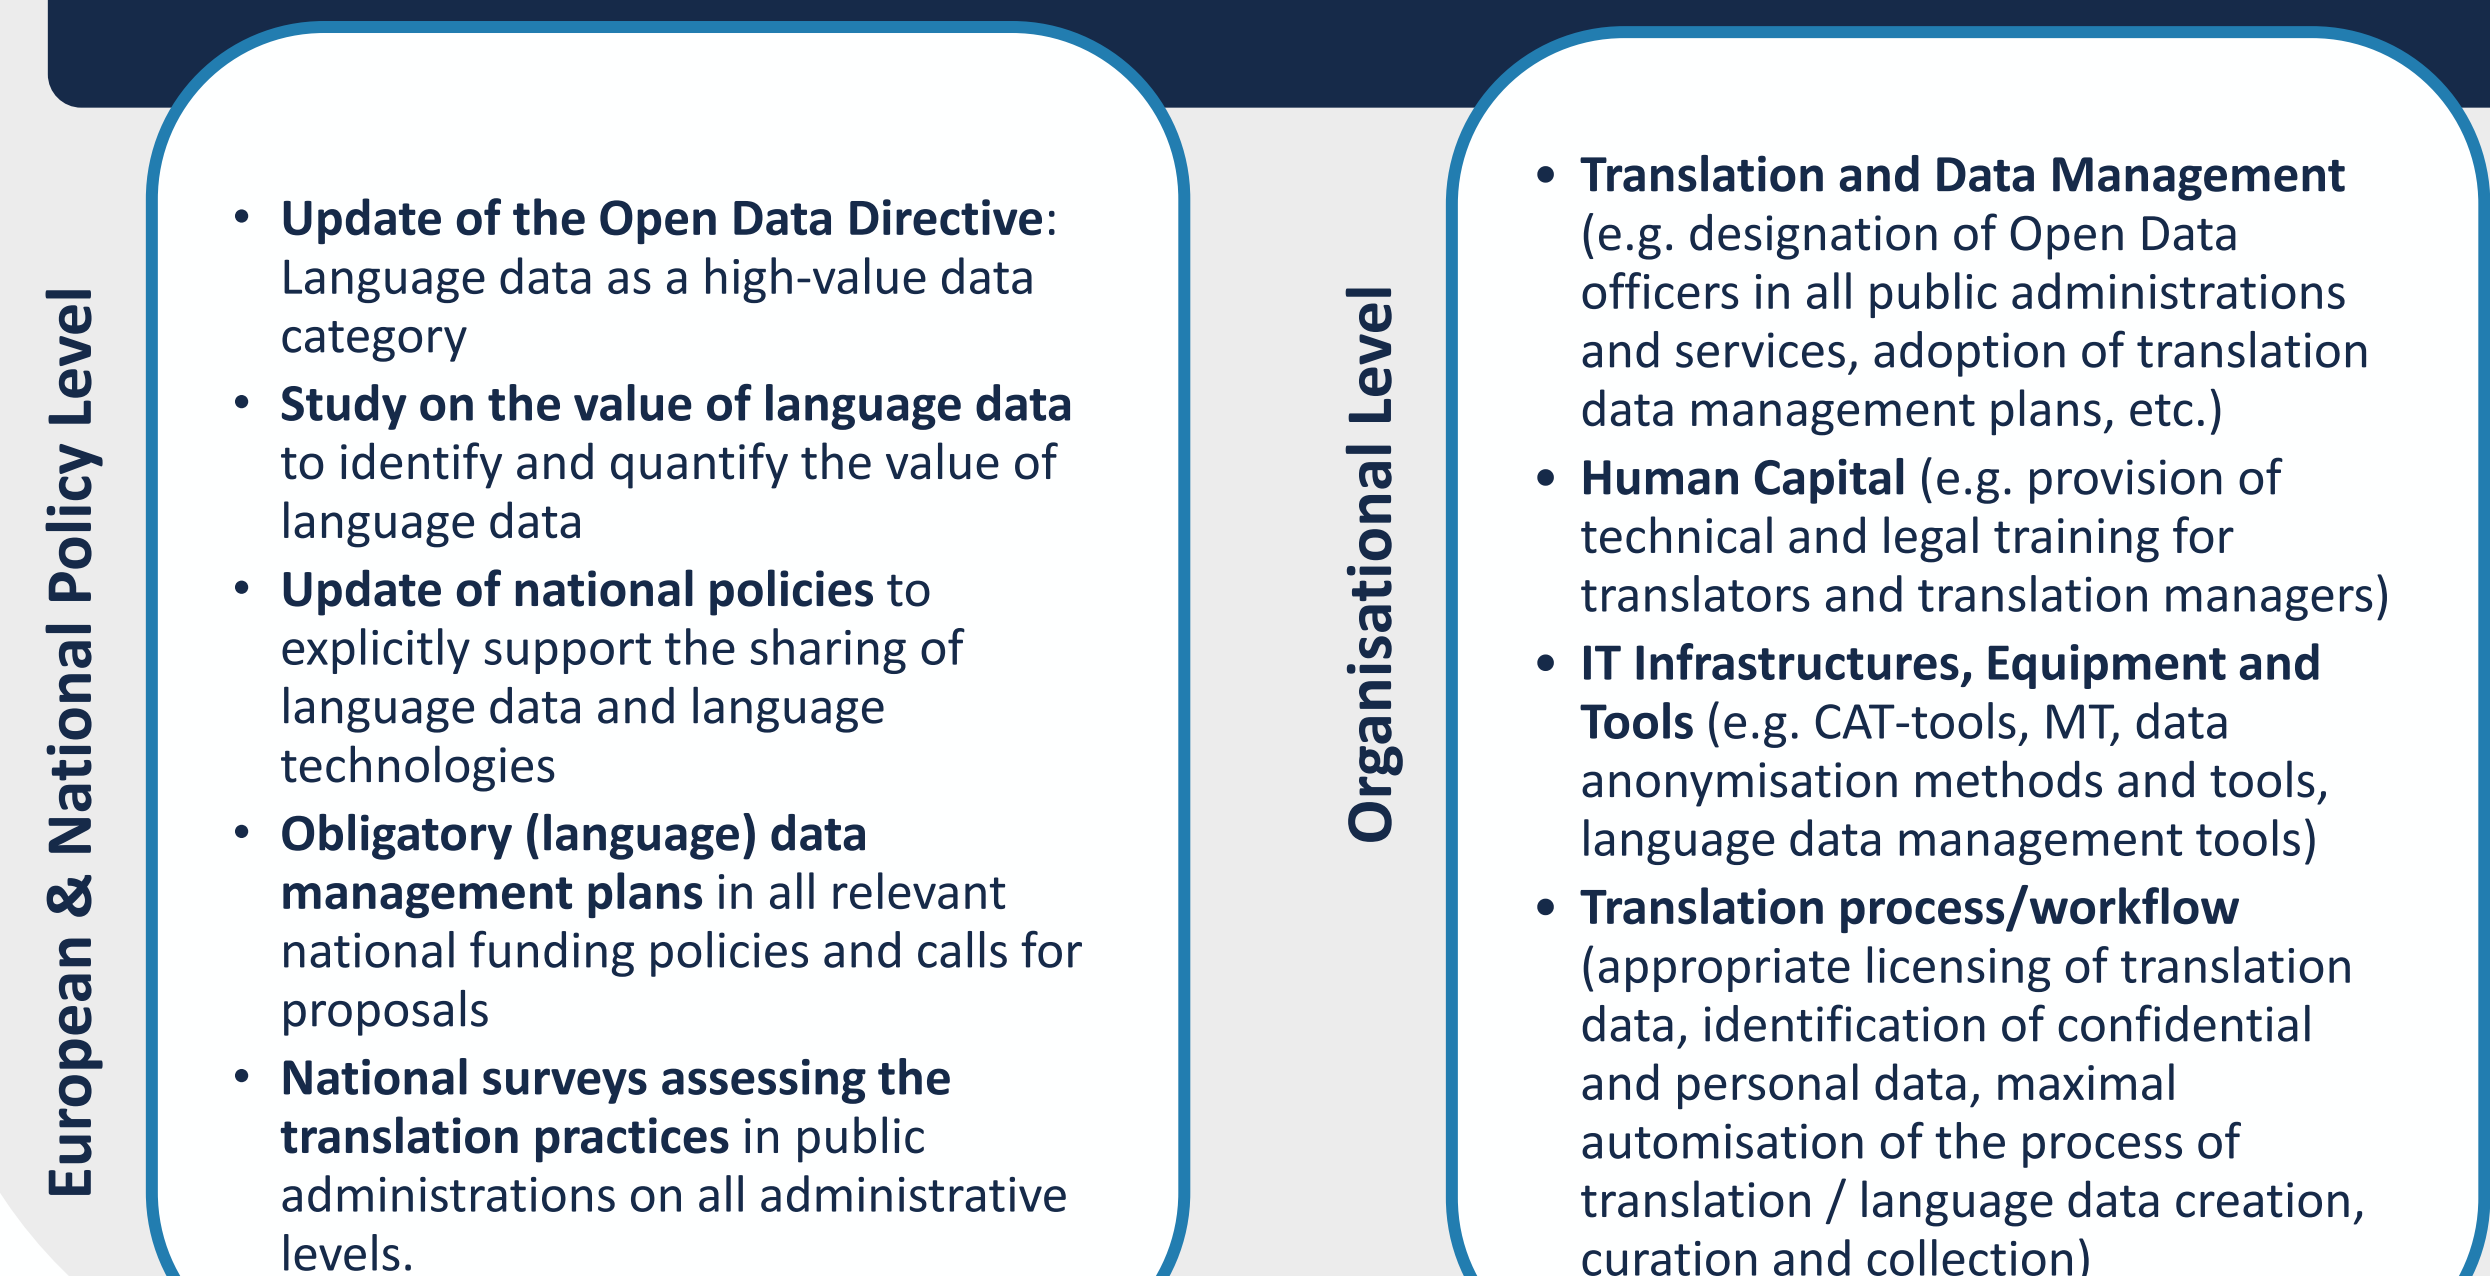 European & National Policy Level
• Update of the Open Data Directive:
Language data as a high-value data
category
• Study on the value of language data
to identify and quantify the value of
language data
• Update of national policies to
explicitly support the sharing of
language data and language
technologies
• Obligatory (language) data
management plans in all relevant
national funding policies and calls for
proposals
• National surveys assessing the
translation practices in public
administrations on all administrative
levels.
Organisational Level
• Translation and Data Management
(e.g. designation of Open Data
officers in all public administrations
and services, adoption of translation
data management plans, etc.)
• Human Capital (e.g. provision of
technical and legal training for
translators and translation managers)
• IT Infrastructures, Equipment and
Tools (e.g. CAT-tools, MT, data
anonymisation methods and tools,
language data management tools)
• Translation process/workflow
(appropriate licensing of translation
data, identification of confidential
and personal data, maximal
automisation of the process of
translation / language data creation,
curation and collection)